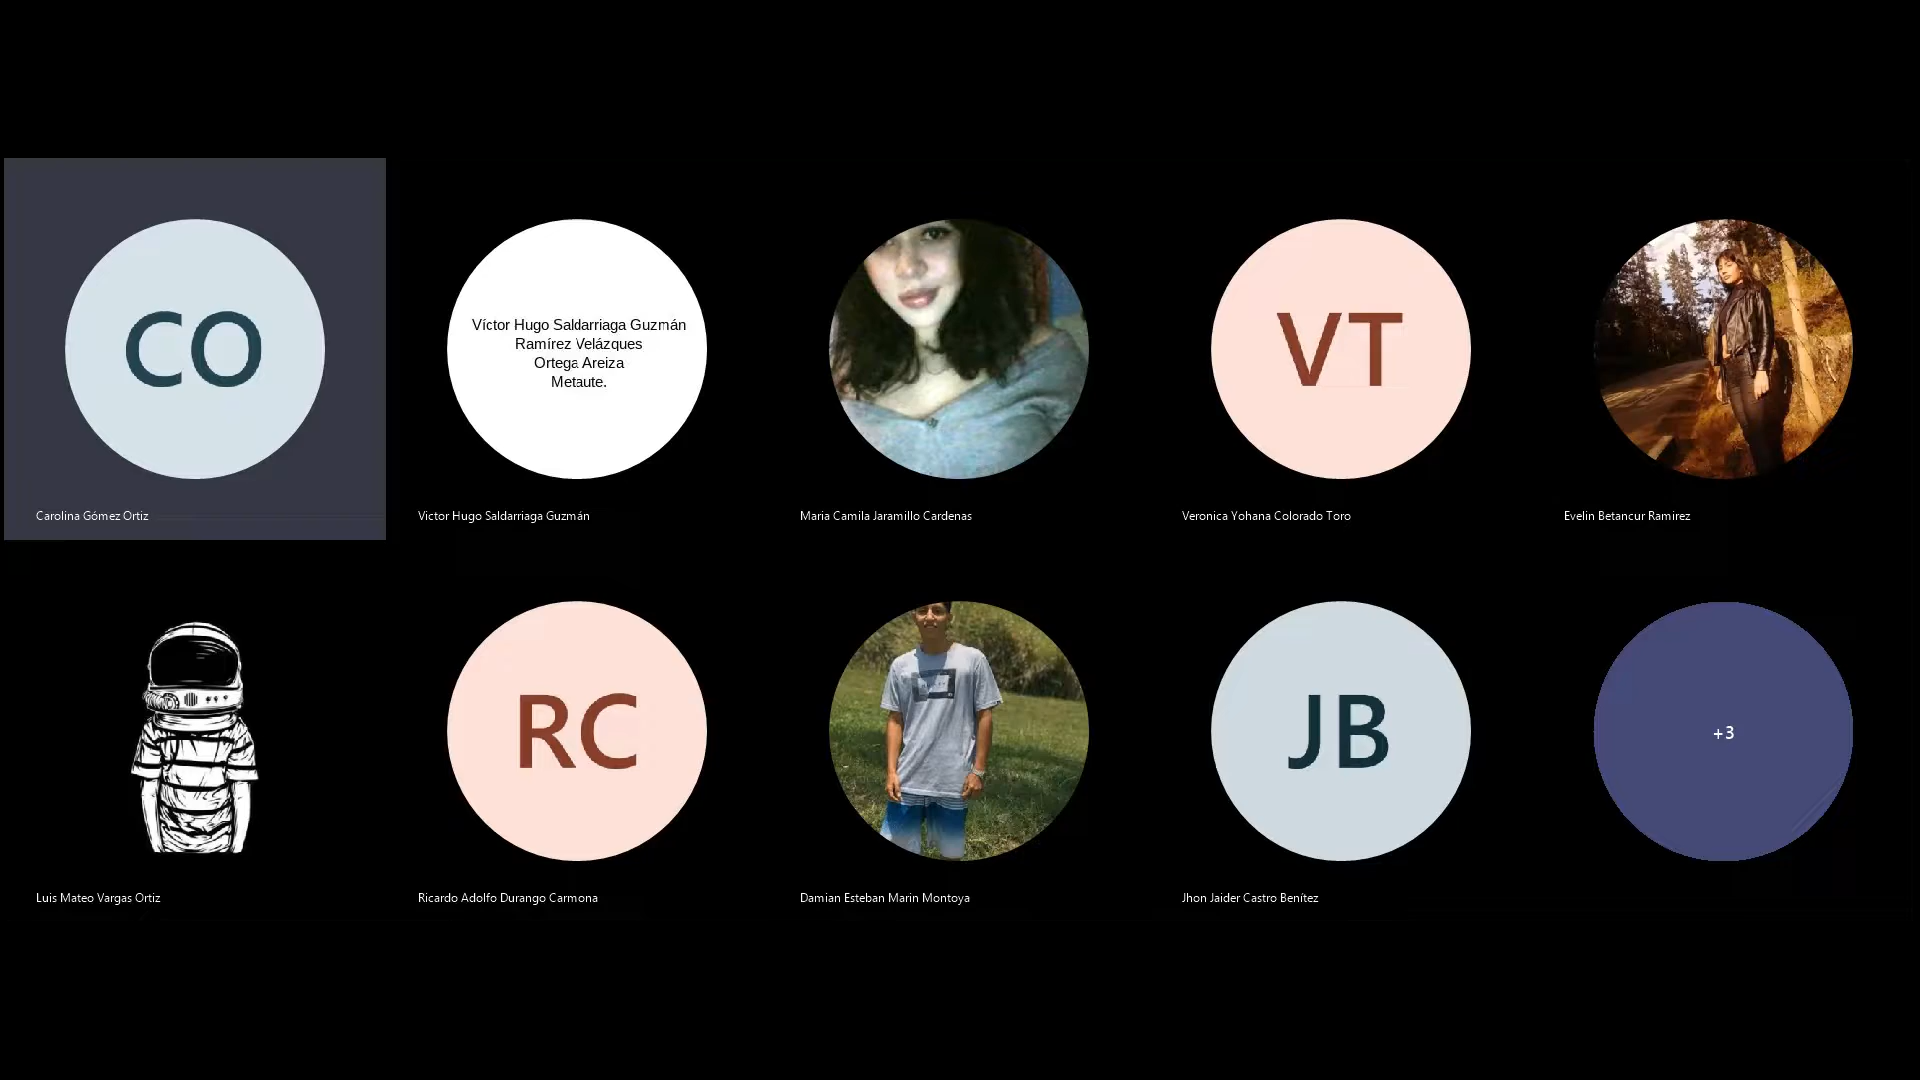 CO
Carolina Gómez Ortiz
Víctor Hugo Saldarriaga Guzmán
Ramírez Velázques
Ortega Areiza
Metaute.
Victor Hugo Saldarriaga Guzmán
Maria Camila Jaramillo Cardenas
VT
Veronica Yohana Colorado Toro
Evelin Betancur Ramirez
Luis Mateo Vargas Ortiz
RC
Ricardo Adolfo Durango Carmona
Damian Esteban Marin Montoya
JB
Jhon Jaider Castro Benítez
+3